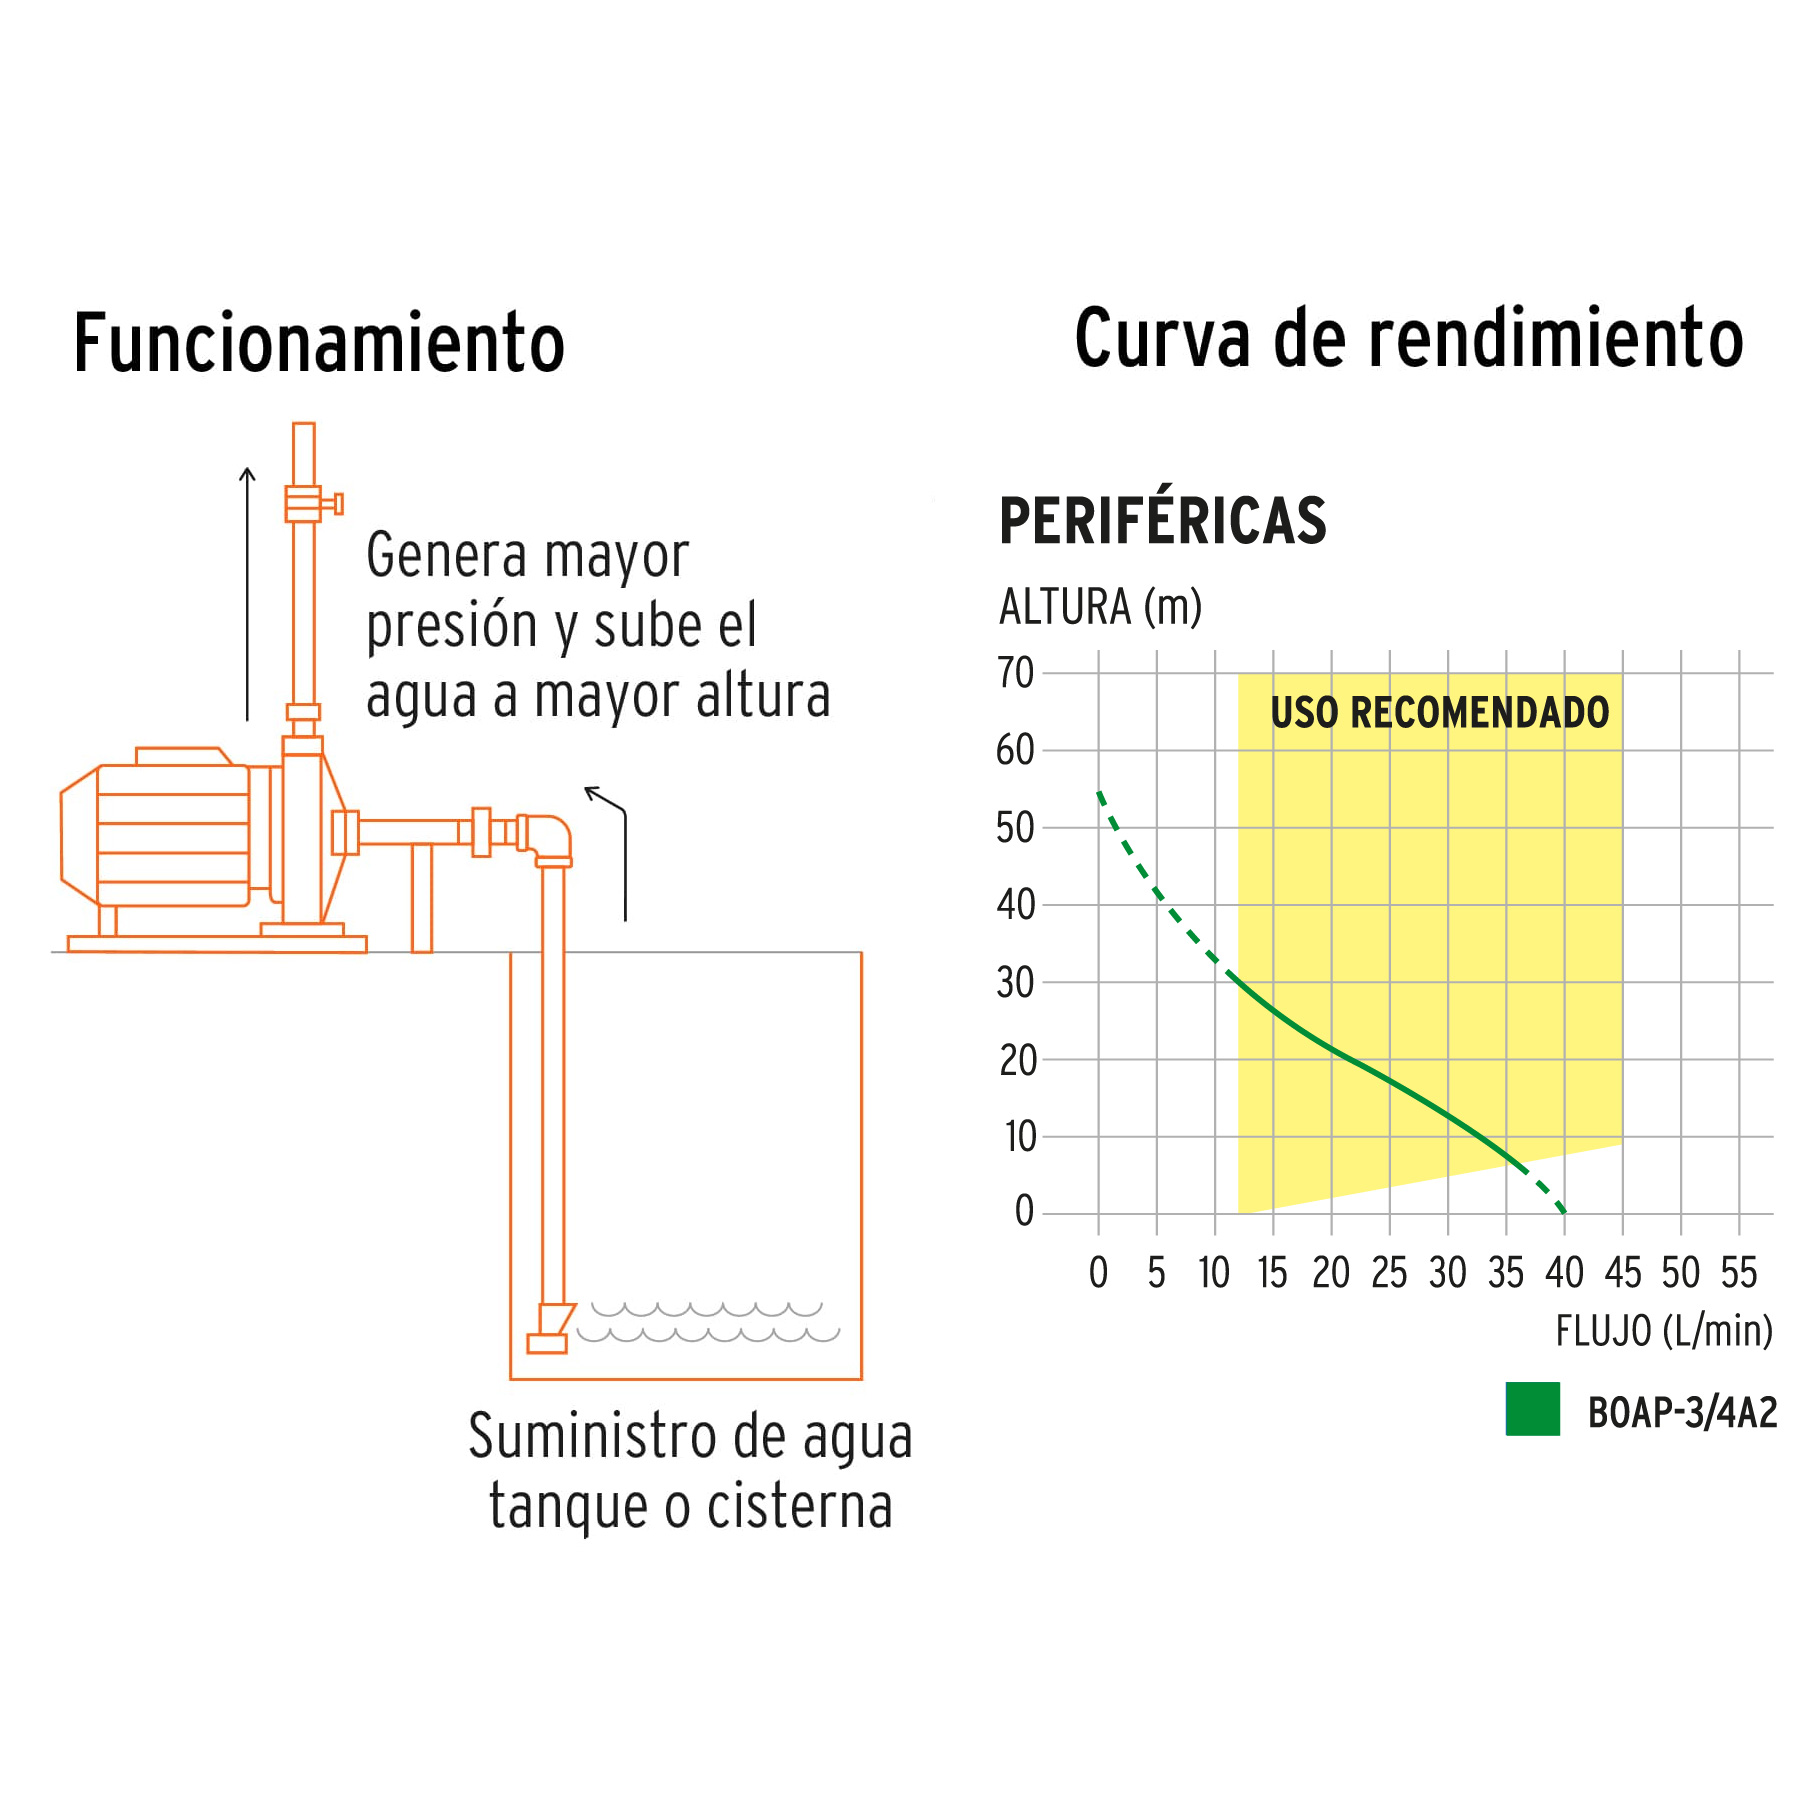 Funcionamiento
Genera mayor
presión y sube el
agua a mayor altura
Suministro de agua
tanque o cisterna
Curva de rendimiento
PERIFÉRICAS
ALTURA (m)
70
USO RECOMENDADO
60
50
40
30
20
10
0
0 5 10 15 20 25 30 35 40 45 50 55
FLUJO (L/min)
BOAP-3/4A2